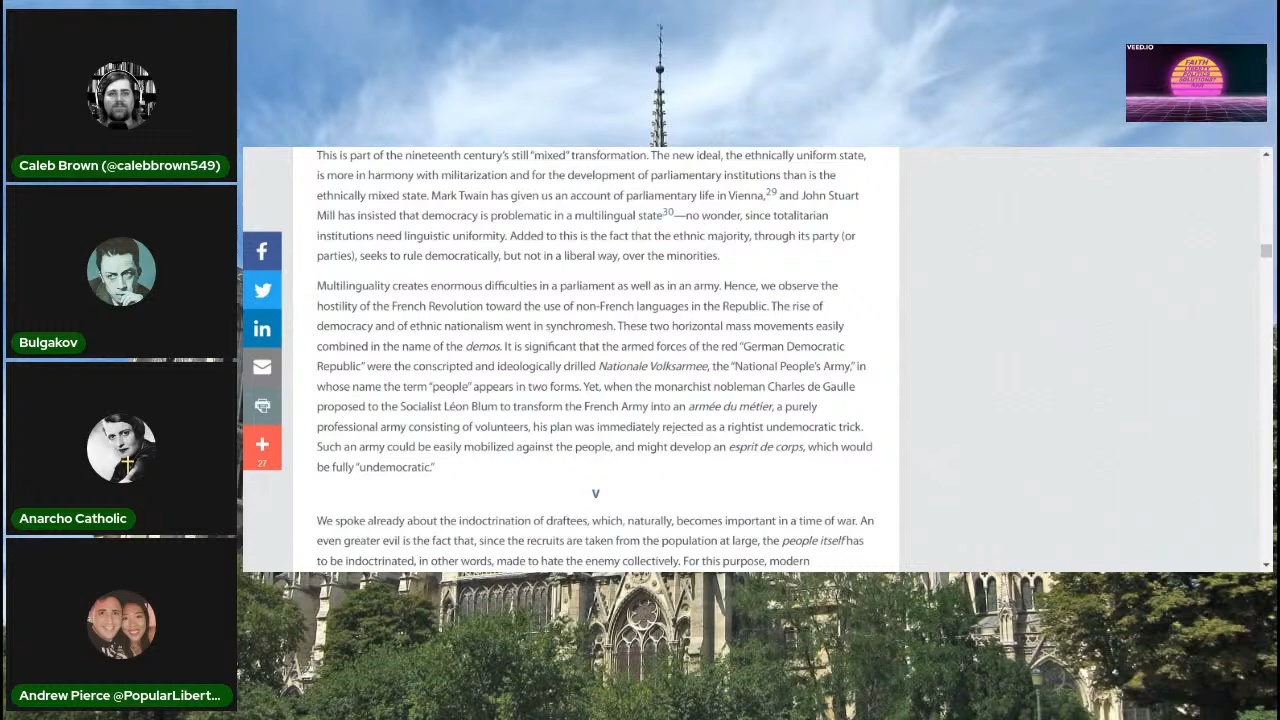 Caleb Brown (@calebbrown549)
Bulgakov
Anarcho Catholic
Andrew Pierce @PopularLibert...
VEED.IO
FAITH
LIBERTY
POLITICS
This is part of the nineteenth century's still “mixed” transformation. The new ideal, the ethnically uniform state,
is more in harmony with militarization and for the development of parliamentary institutions than is the
ethnically mixed state. Mark Twain has given us an account of parliamentary life in Vienna,29 and John Stuart
Mill has insisted that democracy is problematic in a multilingual state30—no wonder, since totalitarian
institutions need linguistic uniformity. Added to this is the fact that the ethnic majority, through its party (or
parties), seeks to rule democratically, but not in a liberal way, over the minorities.
Multilinguality creates enormous difficulties in a parliament as well as in an army. Hence, we observe the
hostility of the French Revolution toward the use of non-French languages in the Republic. The rise of
democracy and of ethnic nationalism went in synchromesh. These two horizontal mass movements easily
combined in the name of the demos. It is significant that the armed forces of the red “German Democratic
Republic” were the conscripted and ideologically drilled Nationale Volksarmee, the “National People's Army,” in
whose name the term “people” appears in two forms. Yet, when the monarchist nobleman Charles de Gaulle
proposed to the Socialist Léon Blum to transform the French Army into an armée du métier, a purely
professional army consisting of volunteers, his plan was immediately rejected as a rightist undemocratic trick.
Such an army could be easily mobilized against the people, and might develop an esprit de corps, which would
be fully “undemocratic.”
V
We spoke already about the indoctrination of draftees, which, naturally, becomes important in a time of war. An
even greater evil is the fact that, since the recruits are taken from the population at large, the people itself has
to be indoctrinated, in other words, made to hate the enemy collectively. For this purpose, modern
27